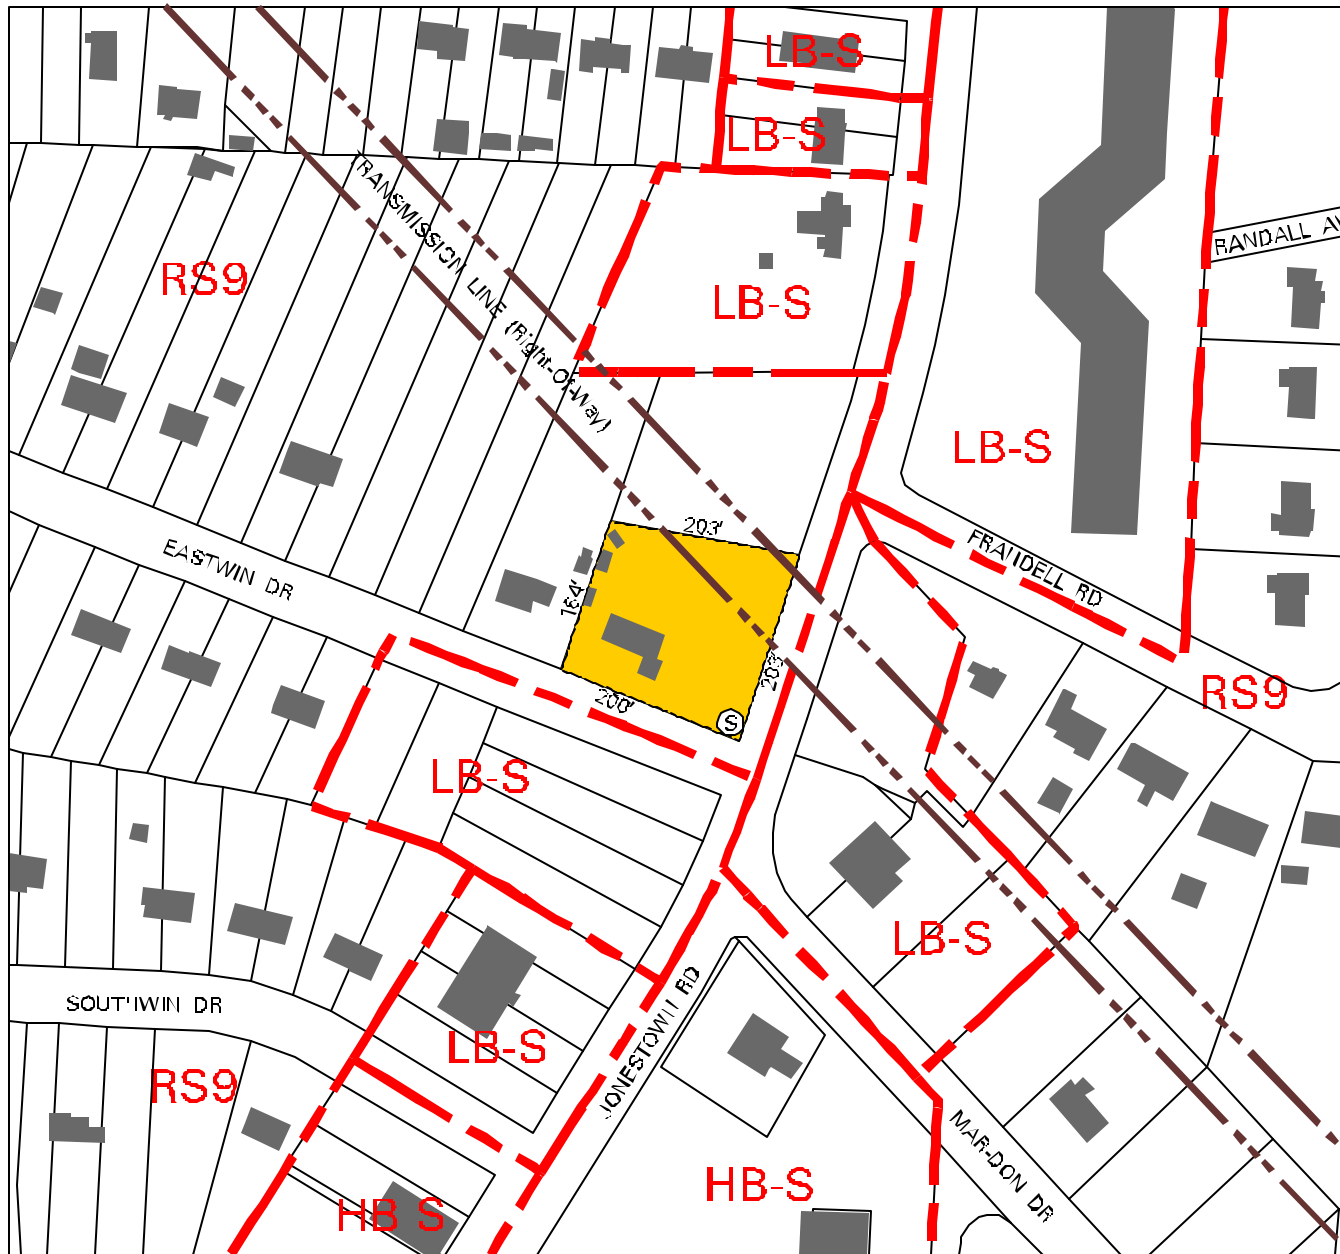 LB-S
LB-S
TRANSMISSION LINE (Right-Of-Way)
RANDALL AV
RS9
LB-S
LB-S
203'
FRANDELL RD
EASTWIN DR
164'
203'
RS9
200'
S
LB-S
LB-S
SOUTHWIN DR
JONESTOWN RD
LB-S
RS9
MAR-DON DR
HB-S
HB S